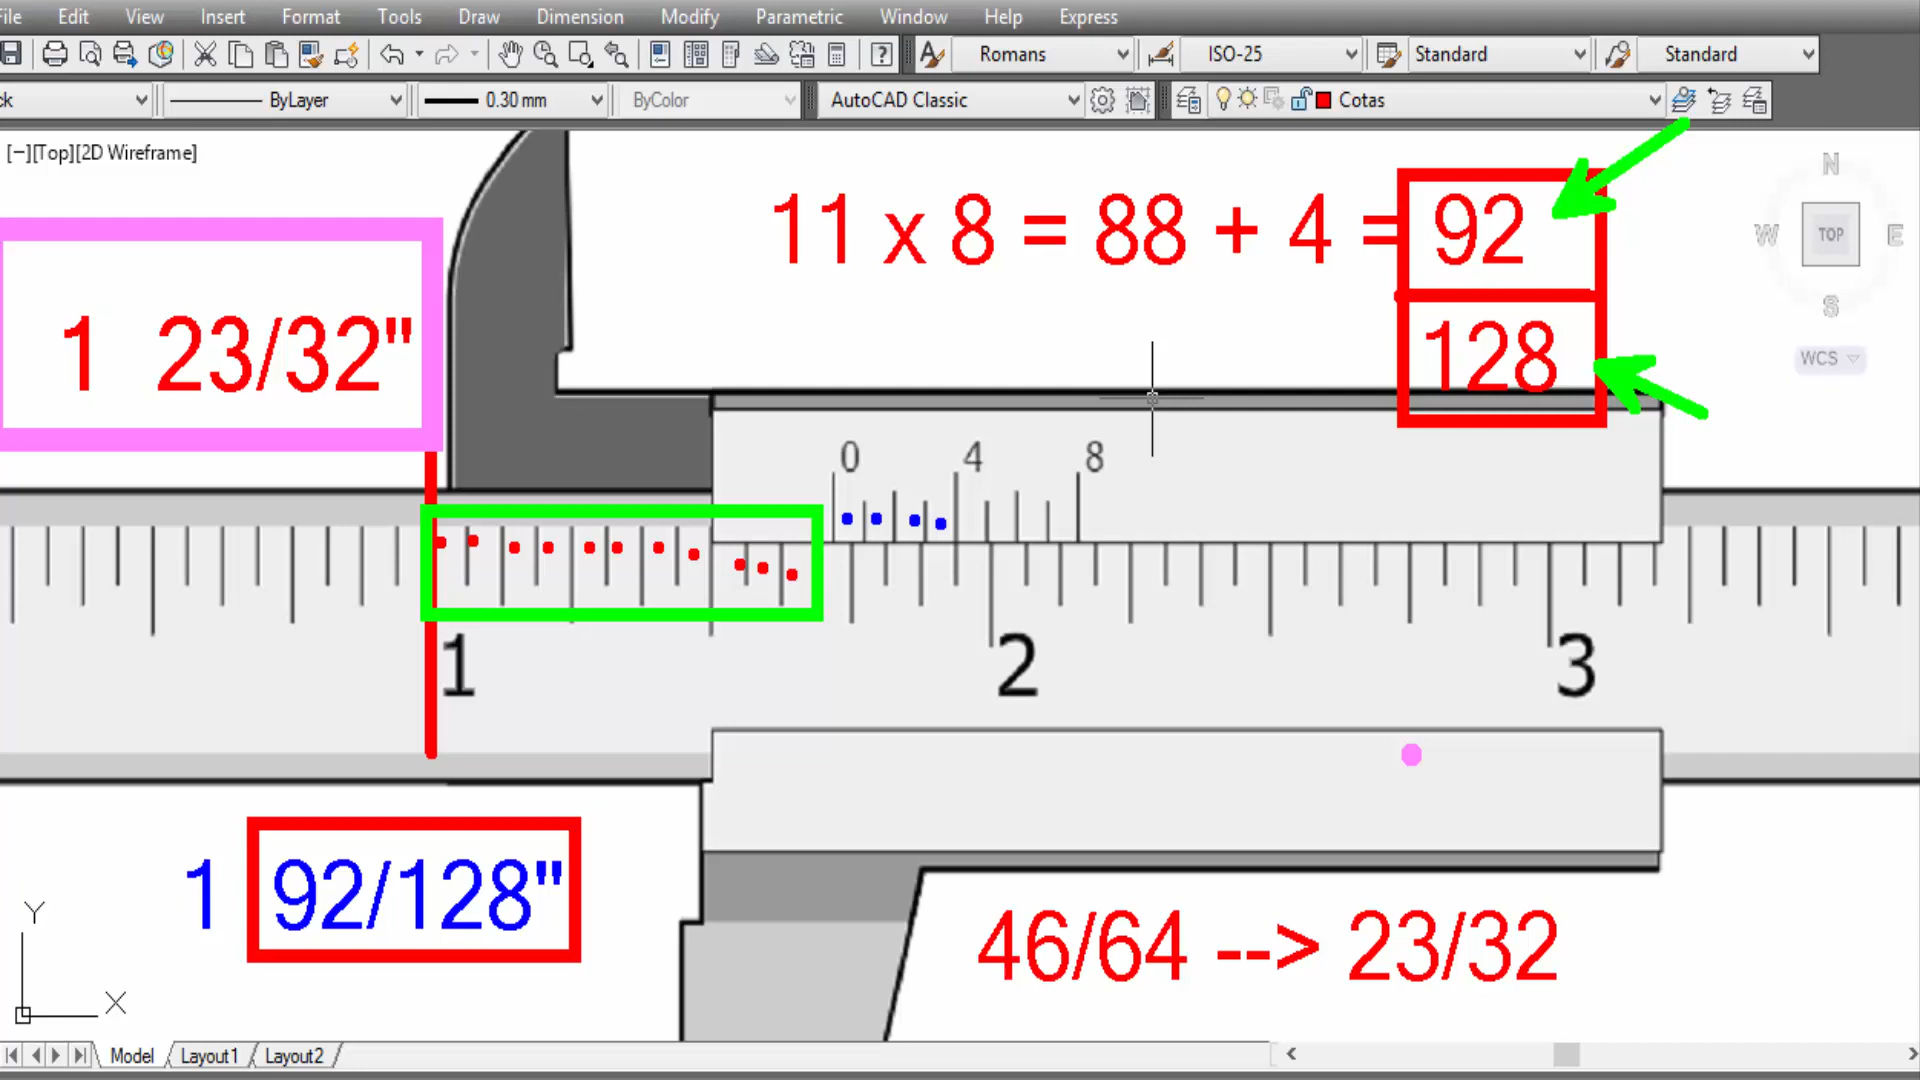 File Edit View Insert Format Tools Draw Dimension Modify Parametric Window Help Express
Romans ISO-25 Standard Standard
ck ByLayer 0.30 mm ByColor AutoCAD Classic Cotas
[−][Top][2D Wireframe]
N
W TOP E
S
WCS
11 x 8 = 88 + 4 = 92
128
1 23/32"
0 4 8
1 2 3
1 92/128"
46/64 --> 23/32
Y
X
Model Layout1 Layout2